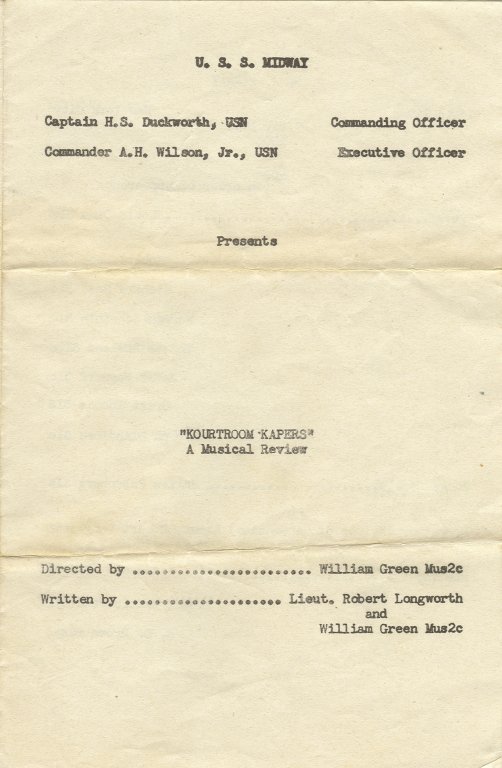 U. S. S. MIDWAY
Captain H.S. Duckworth, USN Commanding Officer
Commander A.H. Wilson, Jr., USN Executive Officer
Presents
"KOURTROOM KAPERS"
A Musical Review
Directed by .......................... William Green Mus2c
Written by ....................... Lieut. Robert Longworth
and
William Green Mus2c